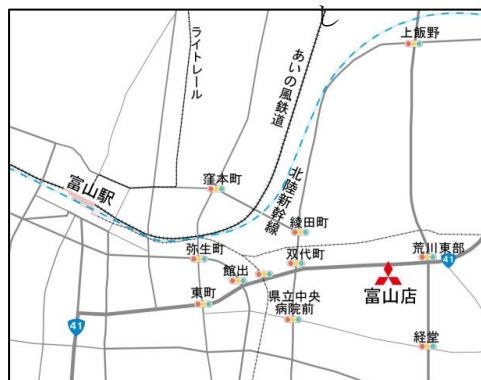 上飯野
ライトレール
あいの風鉄道
窪本町
富山駅
北陸新幹線
綾田町
弥生町
双代町
荒川東部
41
館出
富山店
東町
県立中央
病院前
41
経堂